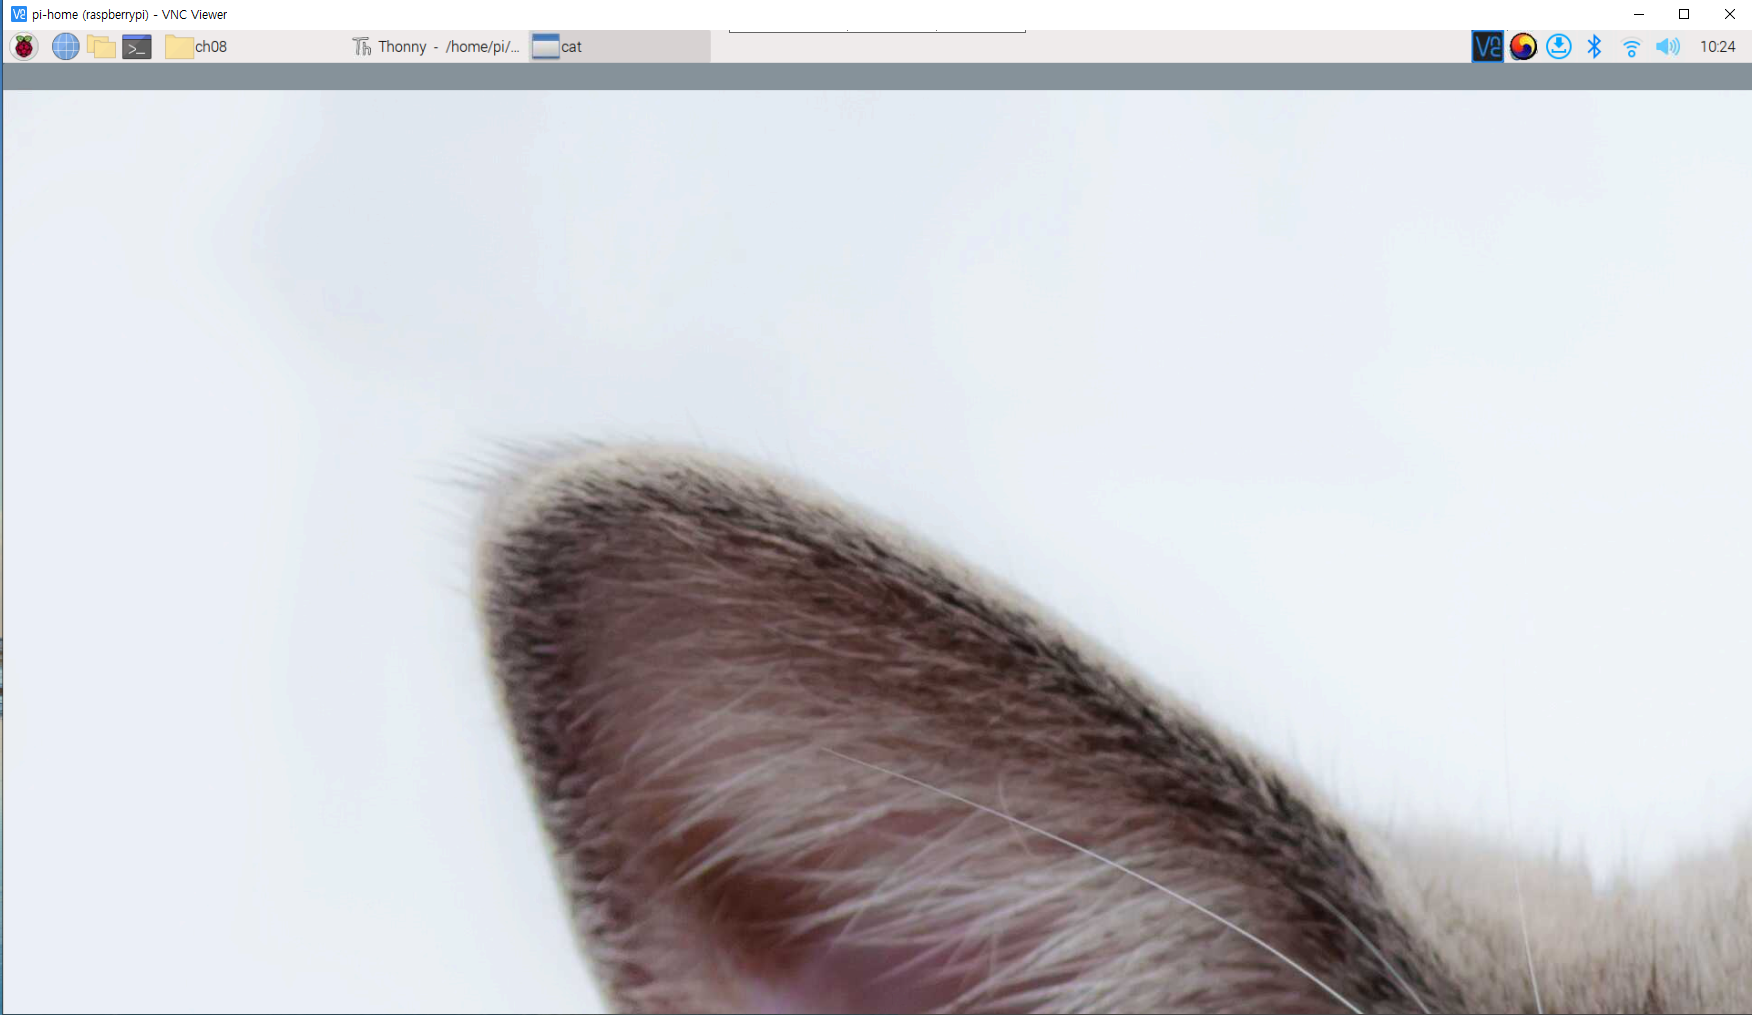 pi-home (raspberrypi) - VNC Viewer
ch08
Thonny - /home/pi/...
cat
10:24